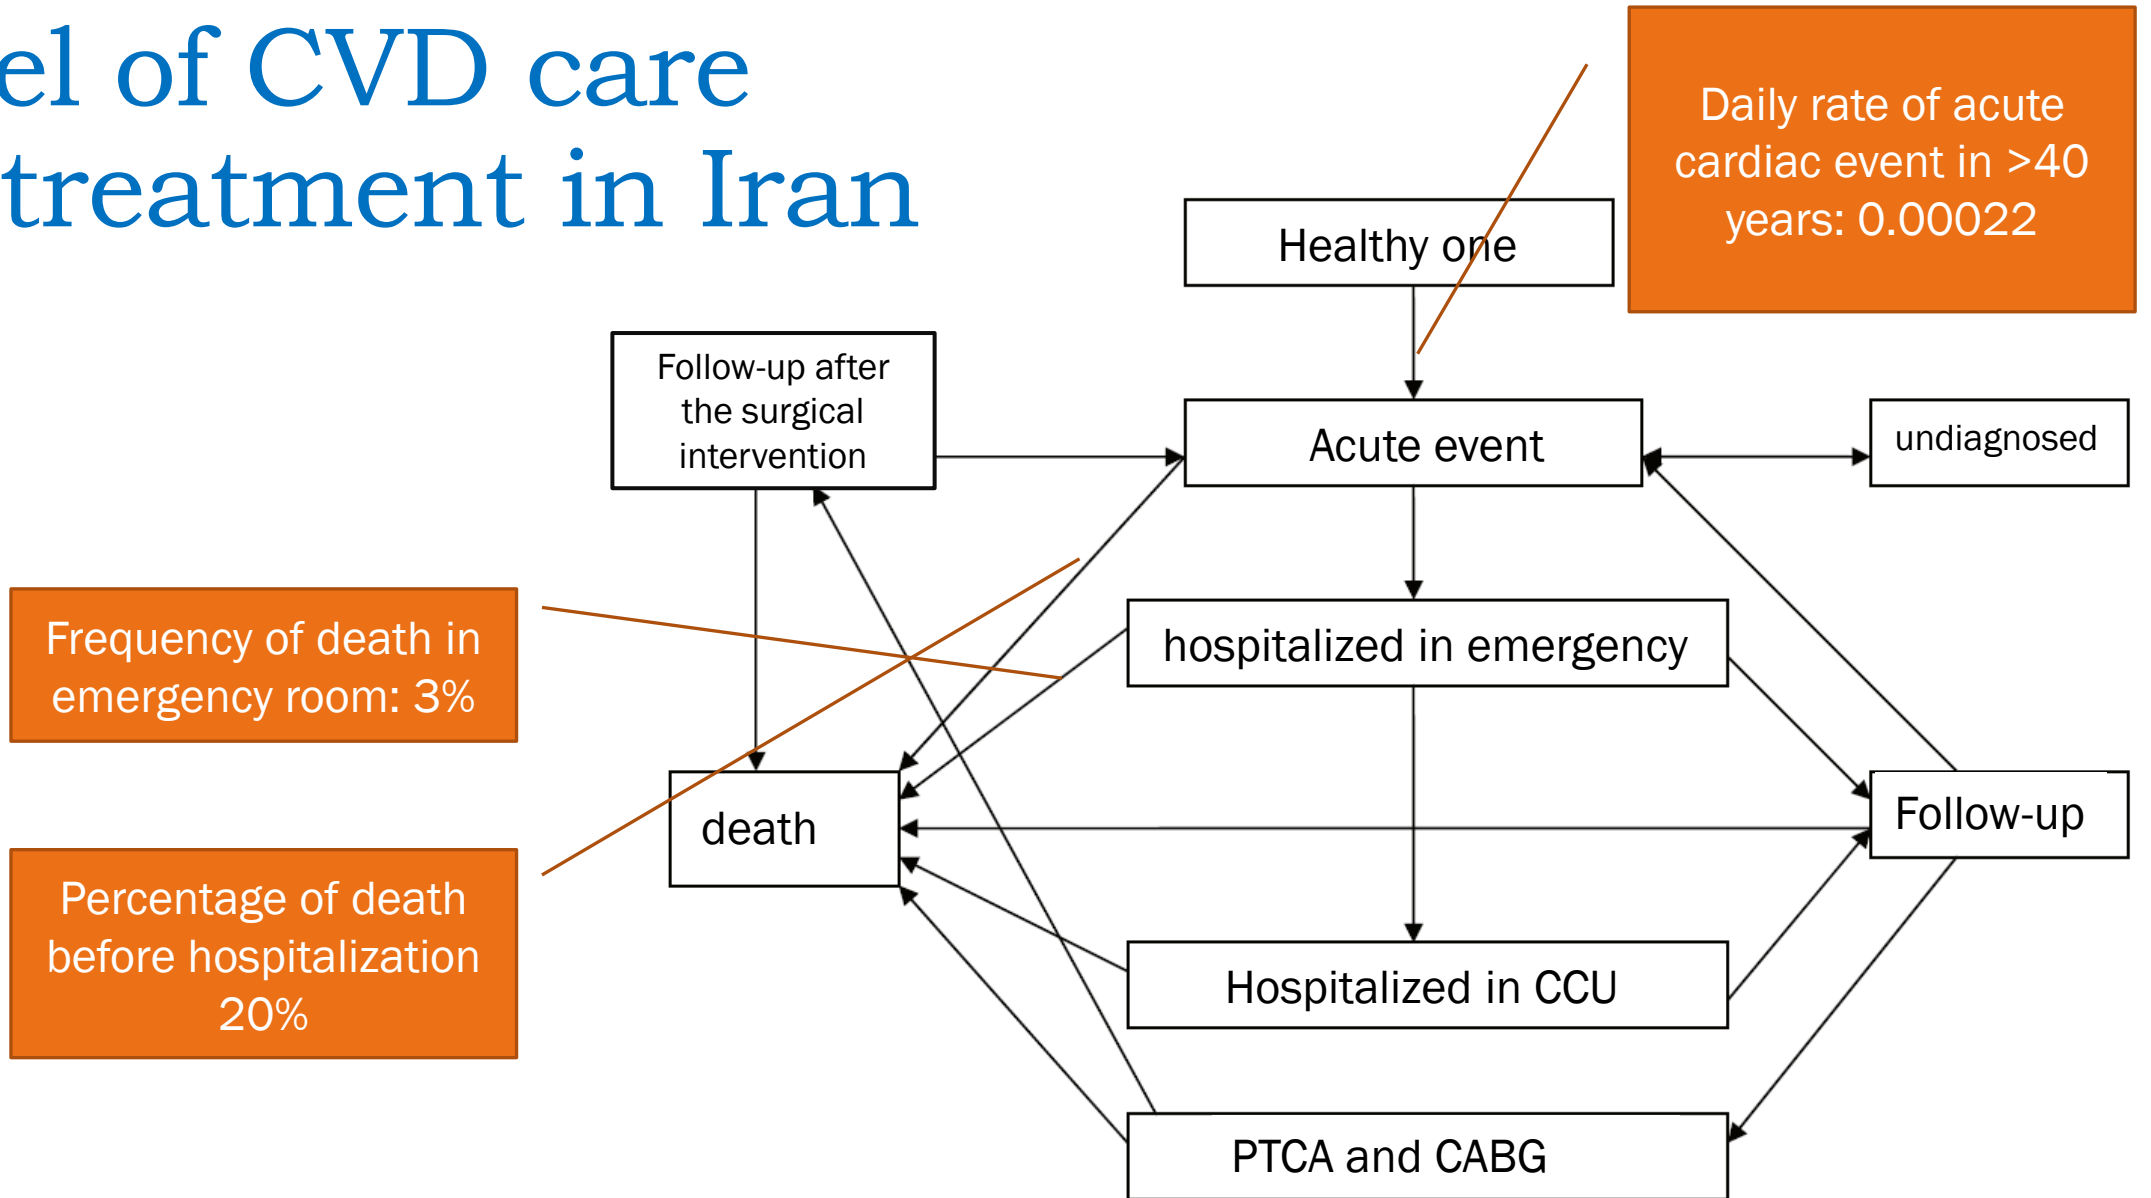 el of CVD care
treatment in Iran
Daily rate of acute
cardiac event in >40
years: 0.00022
Healthy one
Follow-up after
the surgical
intervention
Acute event
undiagnosed
Frequency of death in
emergency room: 3%
hospitalized in emergency
death
Follow-up
Percentage of death
before hospitalization
20%
Hospitalized in CCU
PTCA and CABG